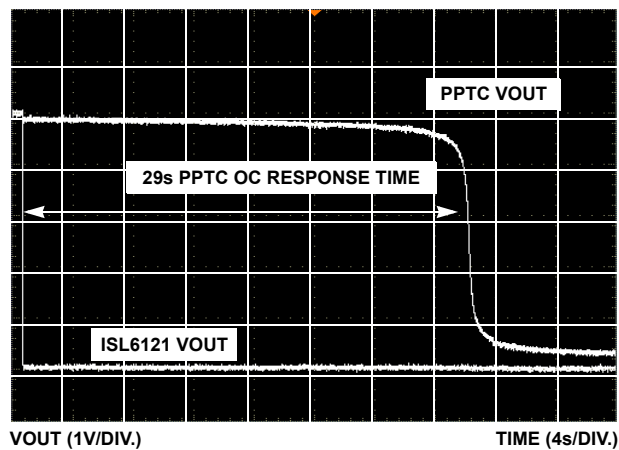 PPTC VOUT
29s PPTC OC RESPONSE TIME
ISL6121 VOUT
VOUT (1V/DIV.)
TIME (4s/DIV.)